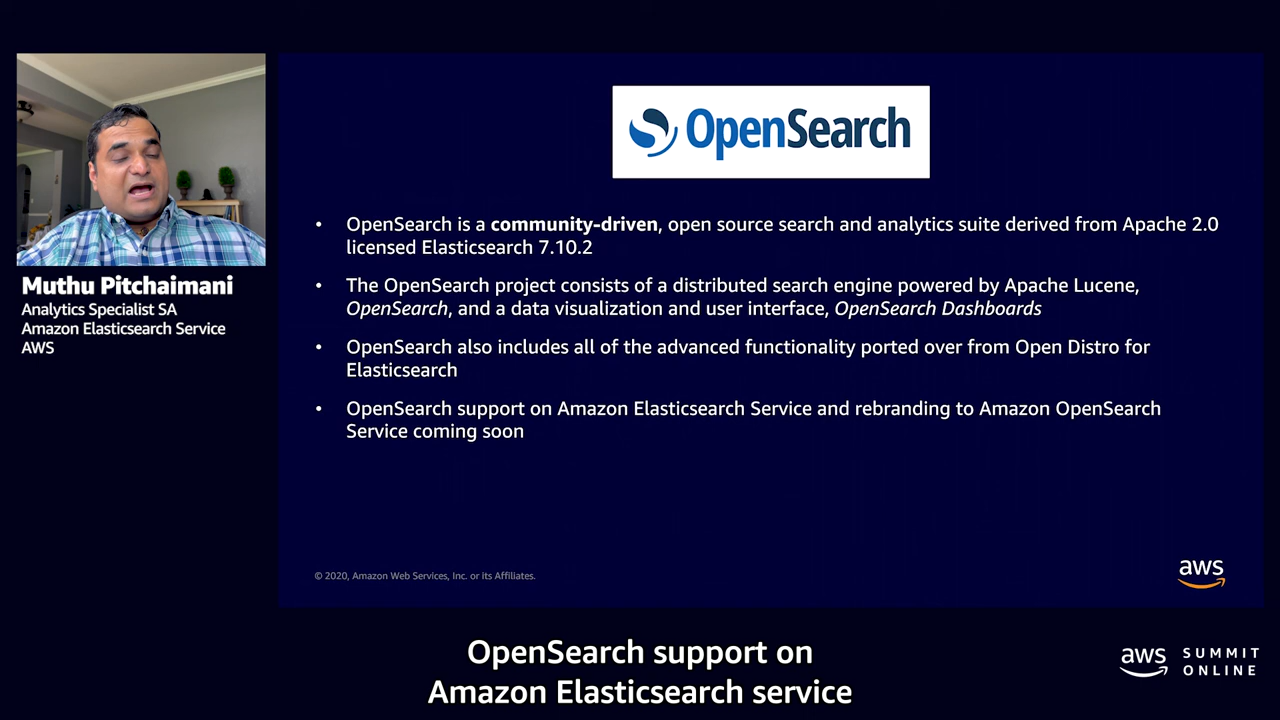 OpenSearch
• OpenSearch is a community-driven, open source search and analytics suite derived from Apache 2.0
licensed Elasticsearch 7.10.2
• The OpenSearch project consists of a distributed search engine powered by Apache Lucene,
OpenSearch, and a data visualization and user interface, OpenSearch Dashboards
• OpenSearch also includes all of the advanced functionality ported over from Open Distro for
Elasticsearch
• OpenSearch support on Amazon Elasticsearch Service and rebranding to Amazon OpenSearch
Service coming soon
© 2020, Amazon Web Services, Inc. or its Affiliates.
aws
Muthu Pitchaimani
Analytics Specialist SA
Amazon Elasticsearch Service
AWS
OpenSearch support on
Amazon Elasticsearch service
aws SUMMIT
ONLINE